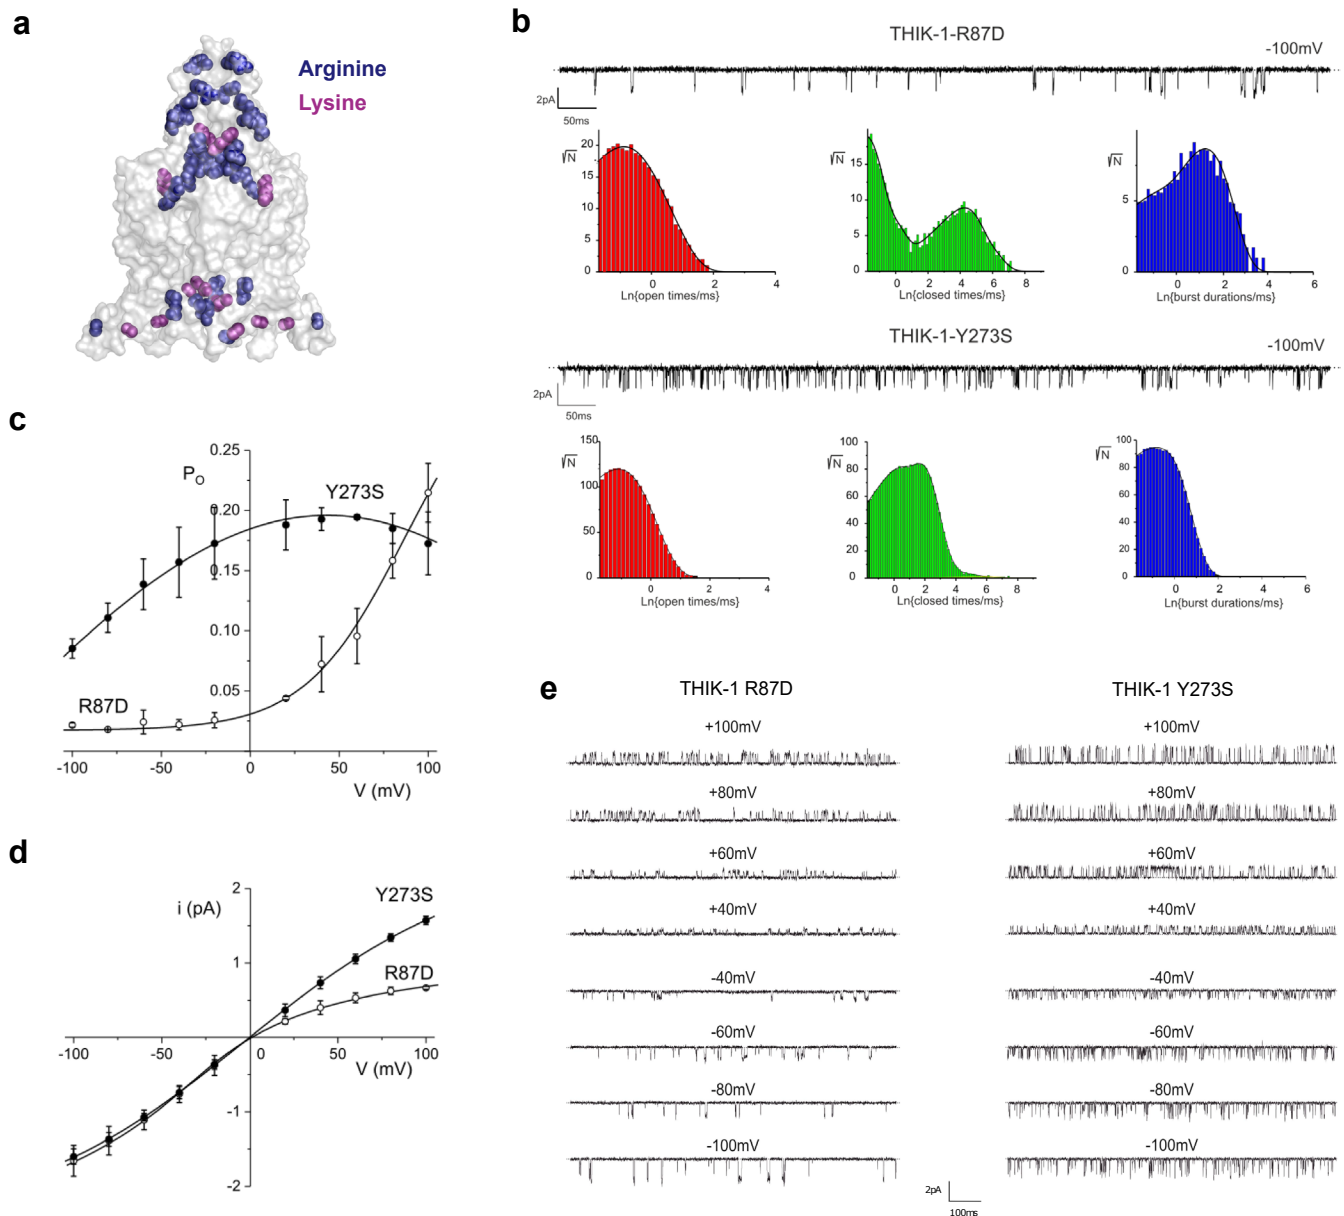 a
Arginine
Lysine
b
THIK-1-R87D
-100mV
2pA
50ms
√N
20
15
10
5
0
0
2
4
Ln{open times/ms}
√N
15
10
5
0
0
2
4
6
8
Ln{closed times/ms}
√N
5
0
0
2
4
6
Ln{burst durations/ms}
THIK-1-Y273S
-100mV
2pA
50ms
√N
150
100
50
0
0
2
4
Ln{open times/ms}
√N
100
80
60
40
20
0
0
2
4
6
8
Ln{closed times/ms}
√N
100
80
60
40
20
0
0
2
4
6
Ln{burst durations/ms}
c
P_O
0.25
0.20
0.15
0.10
0.05
Y273S
R87D
-100
-50
0
50
100
V (mV)
d
i (pA)
2
1
-1
-2
Y273S
R87D
-100
-50
0
50
100
V (mV)
e
THIK-1 R87D
+100mV
+80mV
+60mV
+40mV
-40mV
-60mV
-80mV
-100mV
THIK-1 Y273S
+100mV
+80mV
+60mV
+40mV
-40mV
-60mV
-80mV
-100mV
2pA
100ms